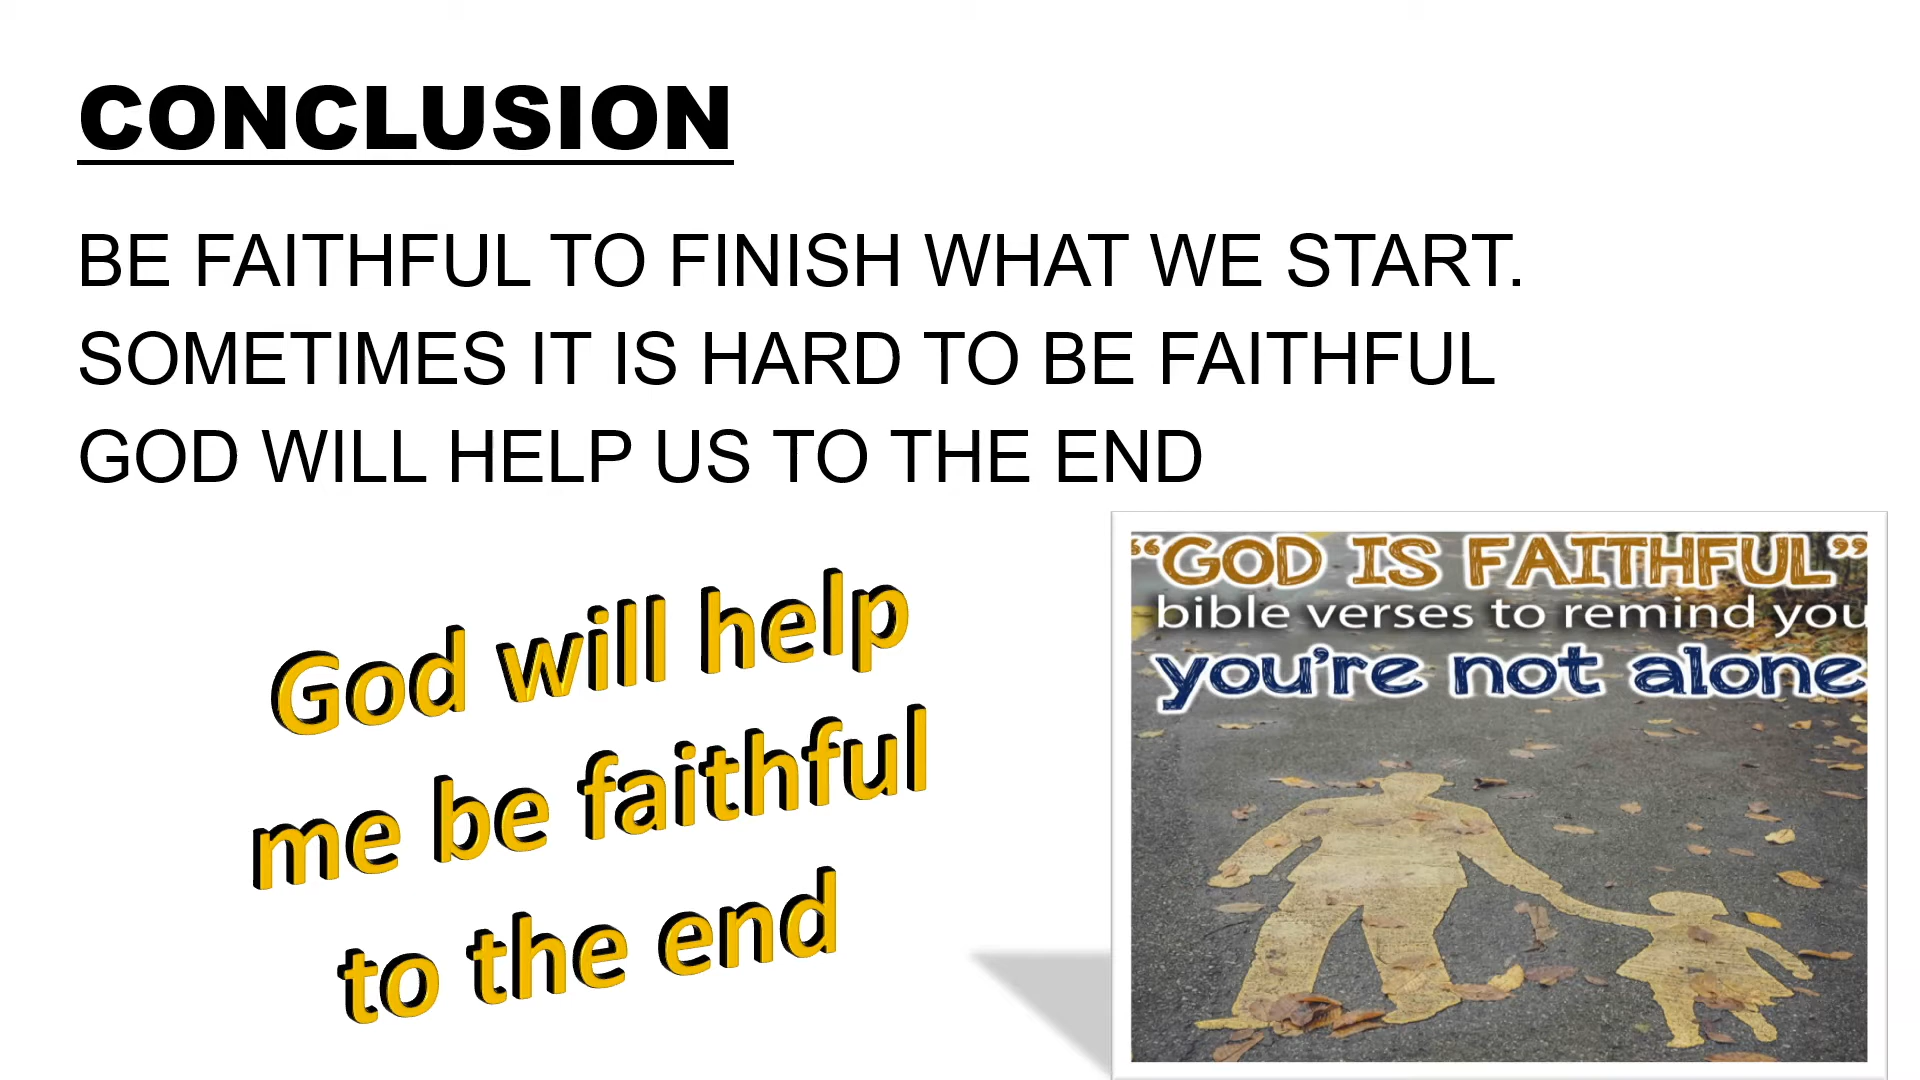 CONCLUSION
BE FAITHFUL TO FINISH WHAT WE START.
SOMETIMES IT IS HARD TO BE FAITHFUL
GOD WILL HELP US TO THE END
God will help
me be faithful
to the end
“GOD IS FAITHFUL”
bible verses to remind you
you’re not alone